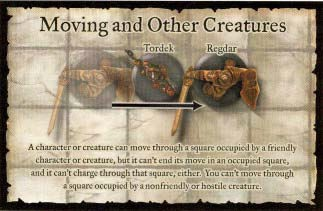 Moving and Other Creatures
Tordek Regdar
A character or creature can move through a square occupied by a friendly
character or creature, but it can't end its move in an occupied square,
and it can't charge through that square, either. You can't move through
a square occupied by a nonfriendly or hostile creature.